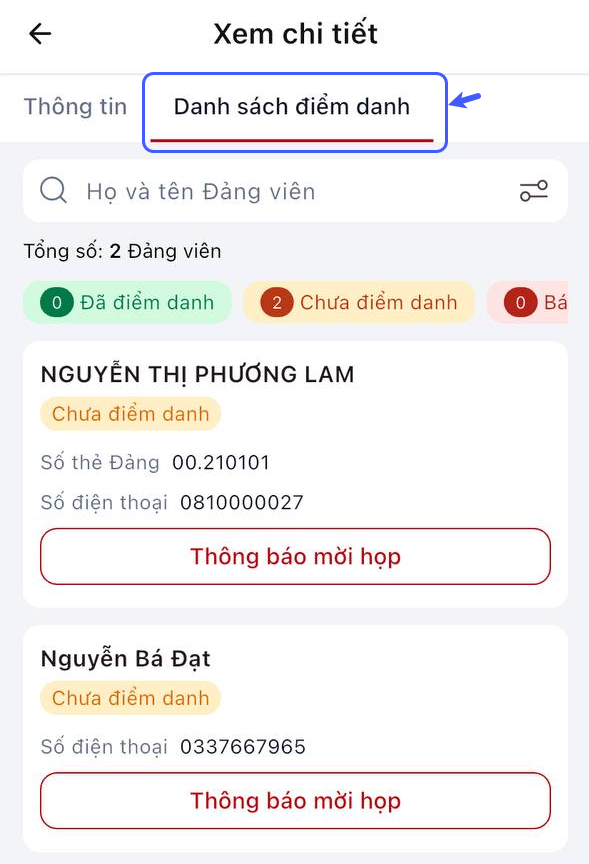 Xem chi tiết
Thông tin
Danh sách điểm danh
Họ và tên Đảng viên
Tổng số: 2 Đảng viên
0 Đã điểm danh
2 Chưa điểm danh
0 Bá
NGUYỄN THỊ PHƯƠNG LAM
Chưa điểm danh
Số thẻ Đảng 00.210101
Số điện thoại 0810000027
Thông báo mời họp
Nguyễn Bá Đạt
Chưa điểm danh
Số điện thoại 0337667965
Thông báo mời họp